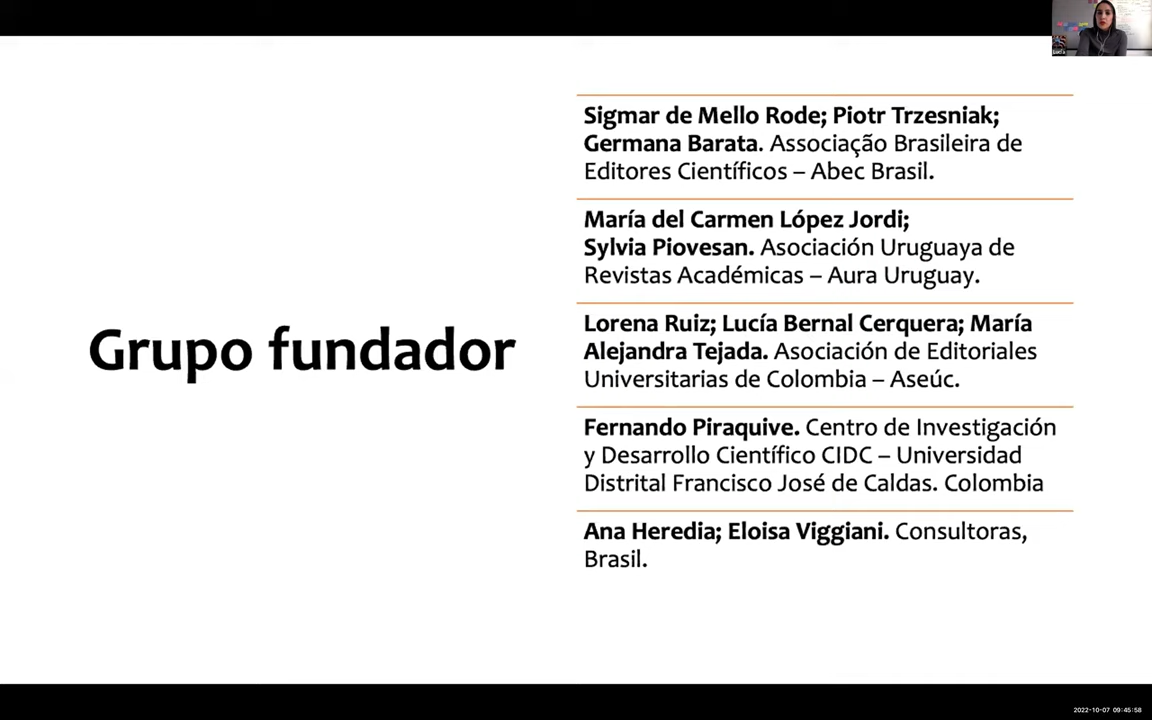 Grupo fundador
Sigmar de Mello Rode; Piotr Trzesniak;
Germana Barata. Associação Brasileira de
Editores Científicos – Abec Brasil.
María del Carmen López Jordi;
Sylvia Piovesan. Asociación Uruguaya de
Revistas Académicas – Aura Uruguay.
Lorena Ruiz; Lucía Bernal Cerquera; María
Alejandra Tejada. Asociación de Editoriales
Universitarias de Colombia – Aseúc.
Fernando Piraquive. Centro de Investigación
y Desarrollo Científico CIDC – Universidad
Distrital Francisco José de Caldas. Colombia
Ana Heredia; Eloisa Viggiani. Consultoras,
Brasil.
2022-10-07 09:45:58